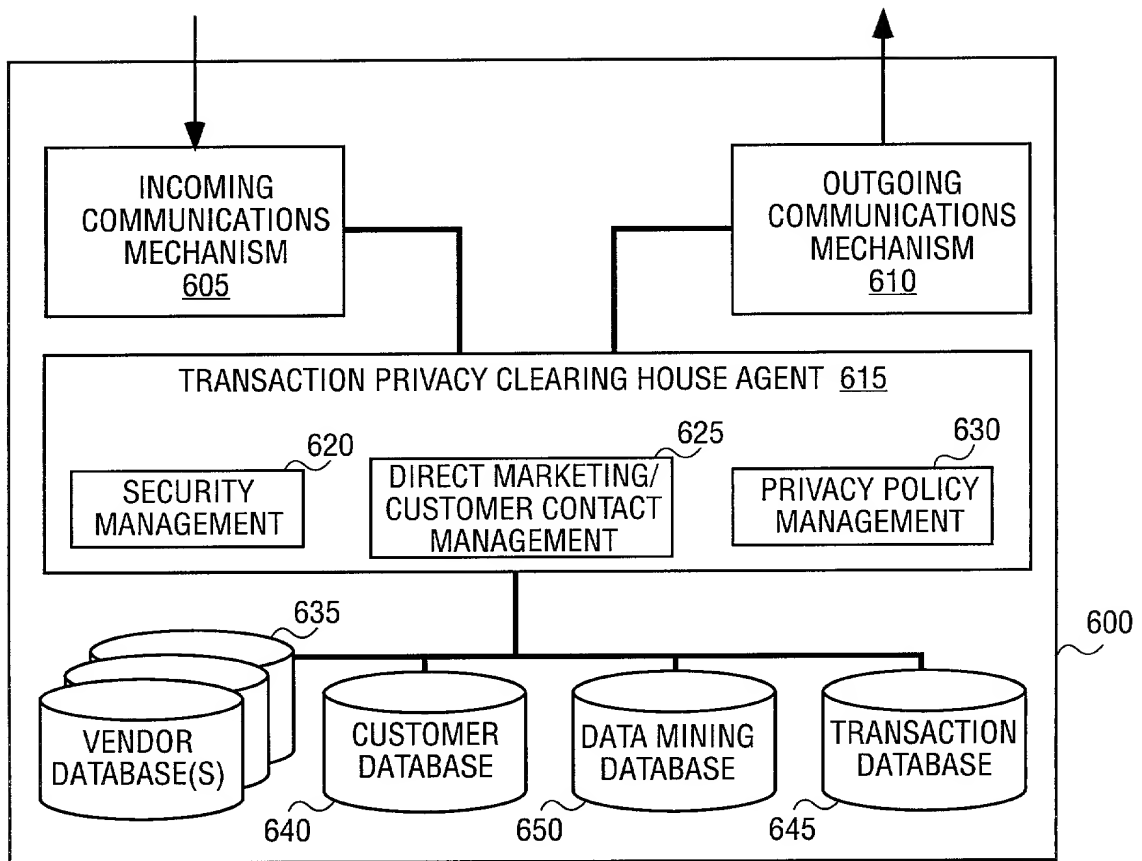 INCOMING
COMMUNICATIONS
MECHANISM
605
OUTGOING
COMMUNICATIONS
MECHANISM
610
TRANSACTION PRIVACY CLEARING HOUSE AGENT 615
620
SECURITY
MANAGEMENT
625
DIRECT MARKETING/
CUSTOMER CONTACT
MANAGEMENT
630
PRIVACY POLICY
MANAGEMENT
635
600
VENDOR
DATABASE(S)
CUSTOMER
DATABASE
DATA MINING
DATABASE
TRANSACTION
DATABASE
640
650
645